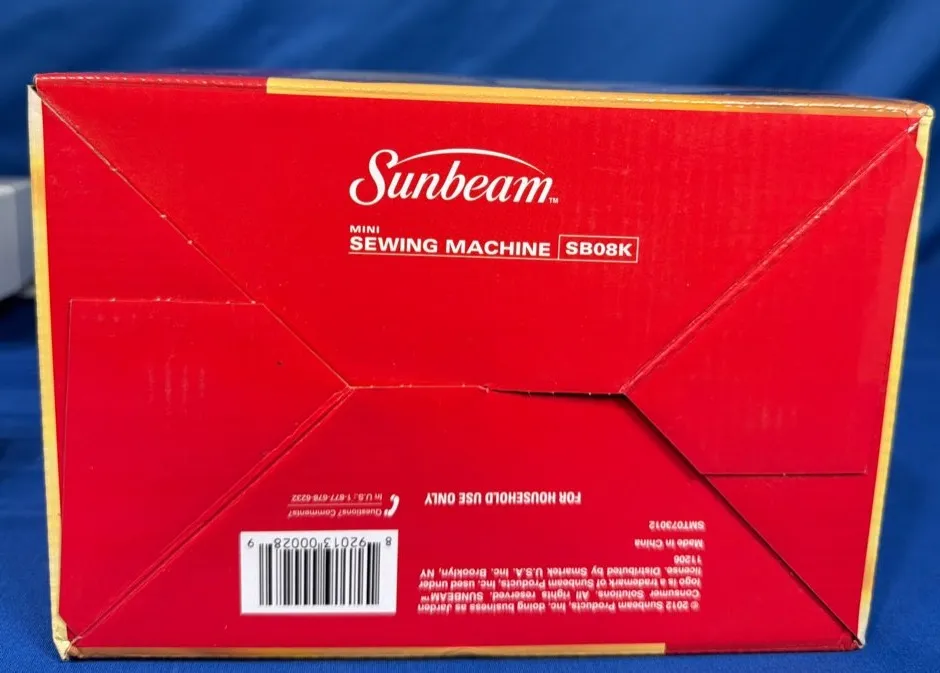 Sunbeam™
MINI
SEWING MACHINE SB08K
© 2012 Sunbeam Products, Inc. doing business as Jarden
Consumer Solutions. All rights reserved. SUNBEAM™
logo is a trademark of Sunbeam Products, Inc. used under
license. Distributed by Smartek U.S.A. Inc. Brooklyn, NY,
11206
Made in China
SMT073012
FOR HOUSEHOLD USE ONLY
8 92013 00028 9
Questions? Comments?
In U.S.: 1-877-678-6232